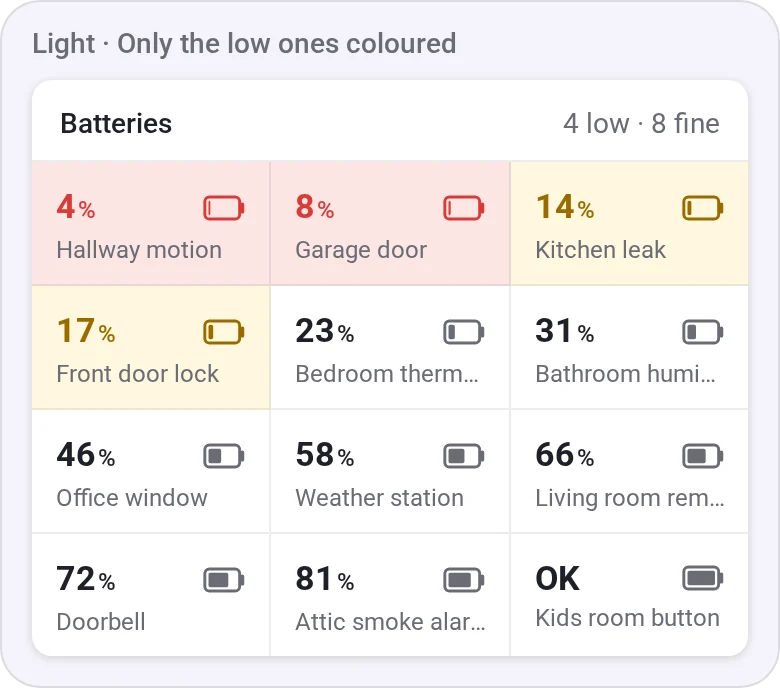 Light · Only the low ones coloured
Batteries
4 low · 8 fine
4%
Hallway motion
8%
Garage door
14%
Kitchen leak
17%
Front door lock
23%
Bedroom therm...
31%
Bathroom humi...
46%
Office window
58%
Weather station
66%
Living room rem...
72%
Doorbell
81%
Attic smoke alar...
OK
Kids room button